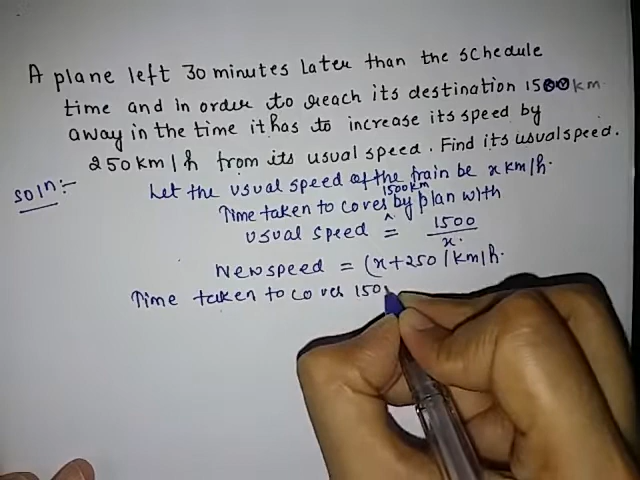 A plane left 30 minutes later than the schedule
time and in order to reach its destination 1500 km
away in the time it has to increase its speed by
250 km/h from its usual speed. Find its usual speed.
Soln:- Let the usual speed of the train be x km/h.
Time taken to cover 1500km by plan with
usual speed = 1500/x.
New speed = (x+250) km/h.
Time taken to cover 150